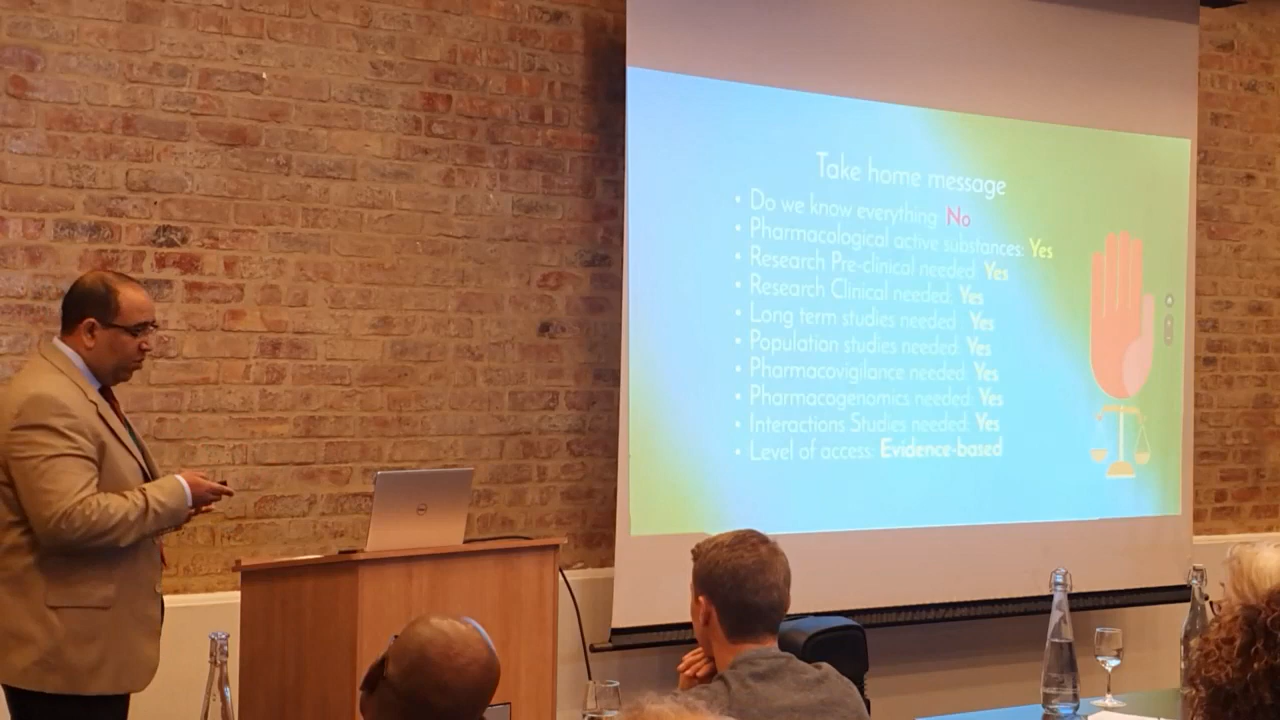 Take home message
• Do we know everything: No
• Pharmacological active substances: Yes
• Research Pre-clinical needed: Yes
• Research Clinical needed: Yes
• Long term studies needed : Yes
• Population studies needed: Yes
• Pharmacovigilance needed: Yes
• Pharmacogenomics needed: Yes
• Interactions Studies needed: Yes
• Level of access: Evidence-based
DELL